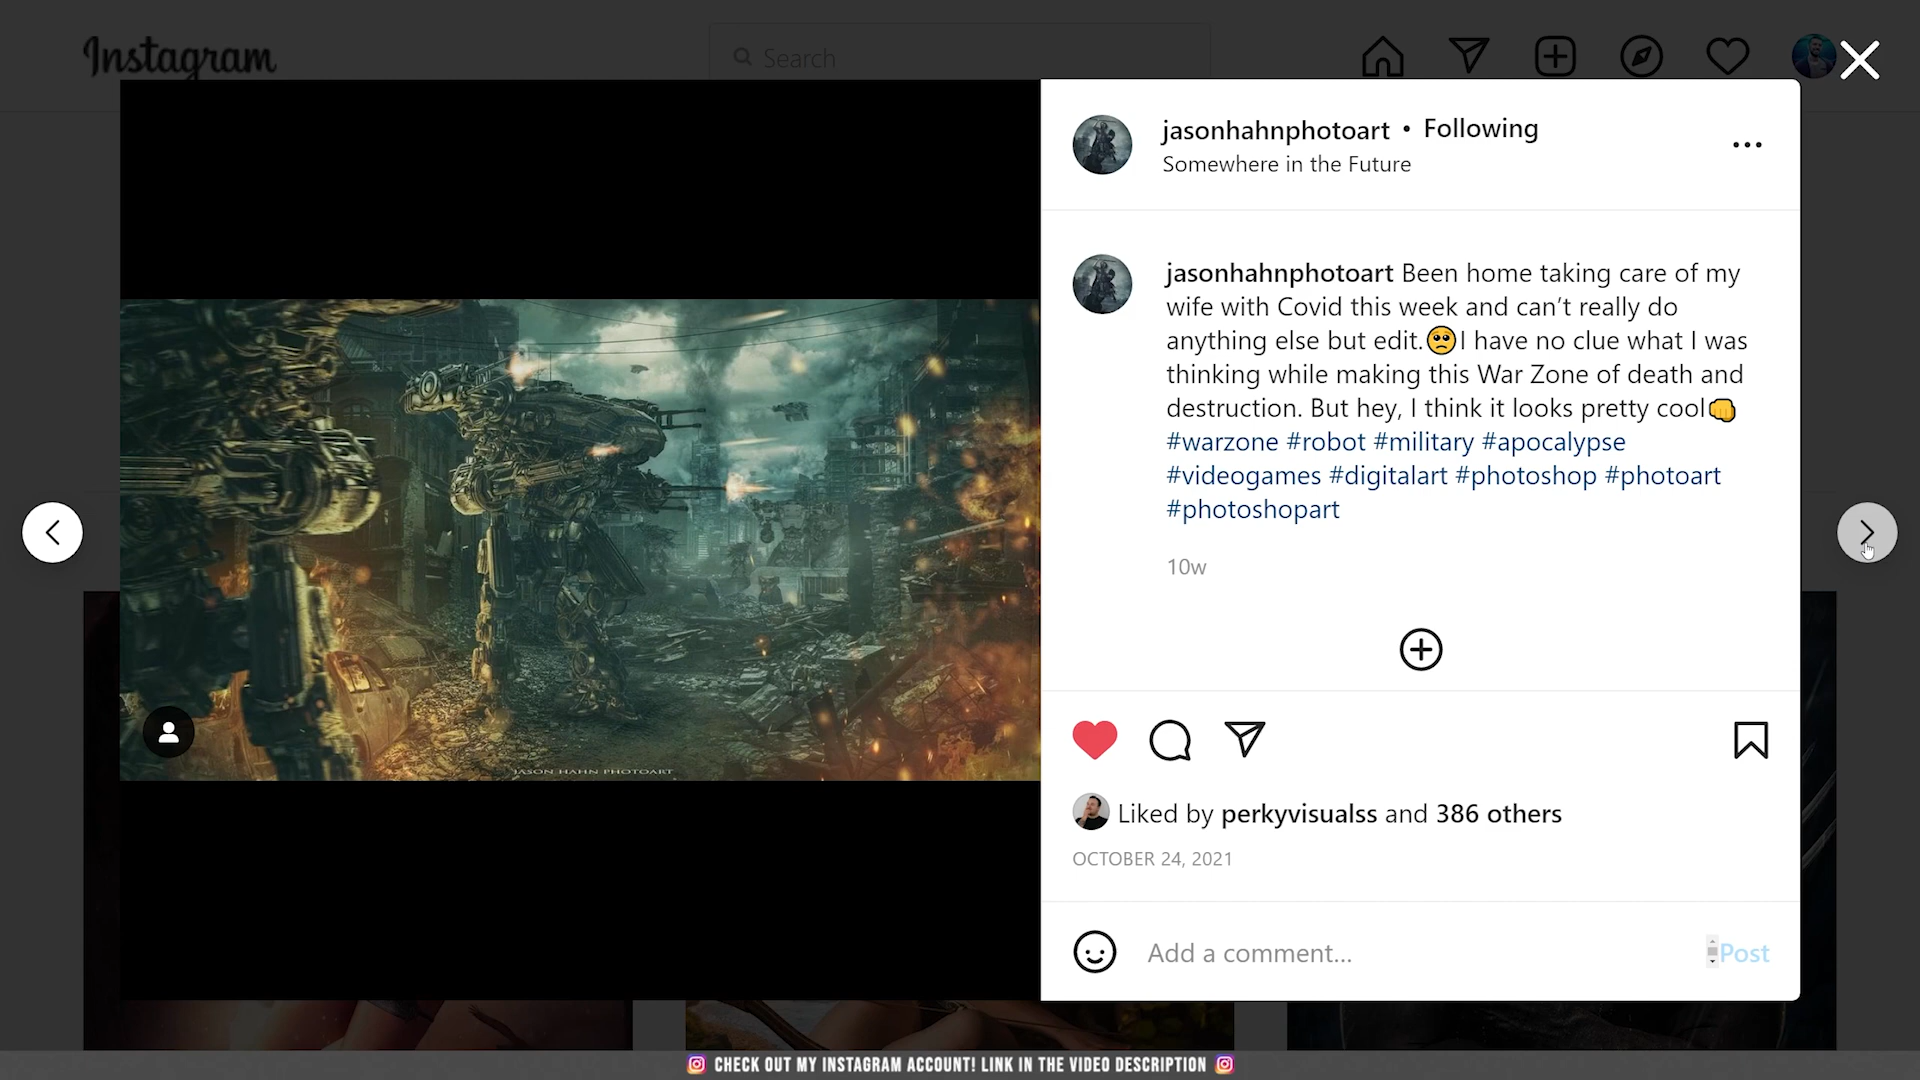 Instagram
Search
jasonhahnphotoart • Following
Somewhere in the Future
jasonhahnphotoart Been home taking care of my
wife with Covid this week and can't really do
anything else but edit.🥺I have no clue what I was
thinking while making this War Zone of death and
destruction. But hey, I think it looks pretty cool👊
#warzone #robot #military #apocalypse
#videogames #digitalart #photoshop #photoart
#photoshopart
10w
Liked by perkyvisualss and 386 others
OCTOBER 24, 2021
Add a comment...
Post
JASON HAHN PHOTOART
CHECK OUT MY INSTAGRAM ACCOUNT! LINK IN THE VIDEO DESCRIPTION